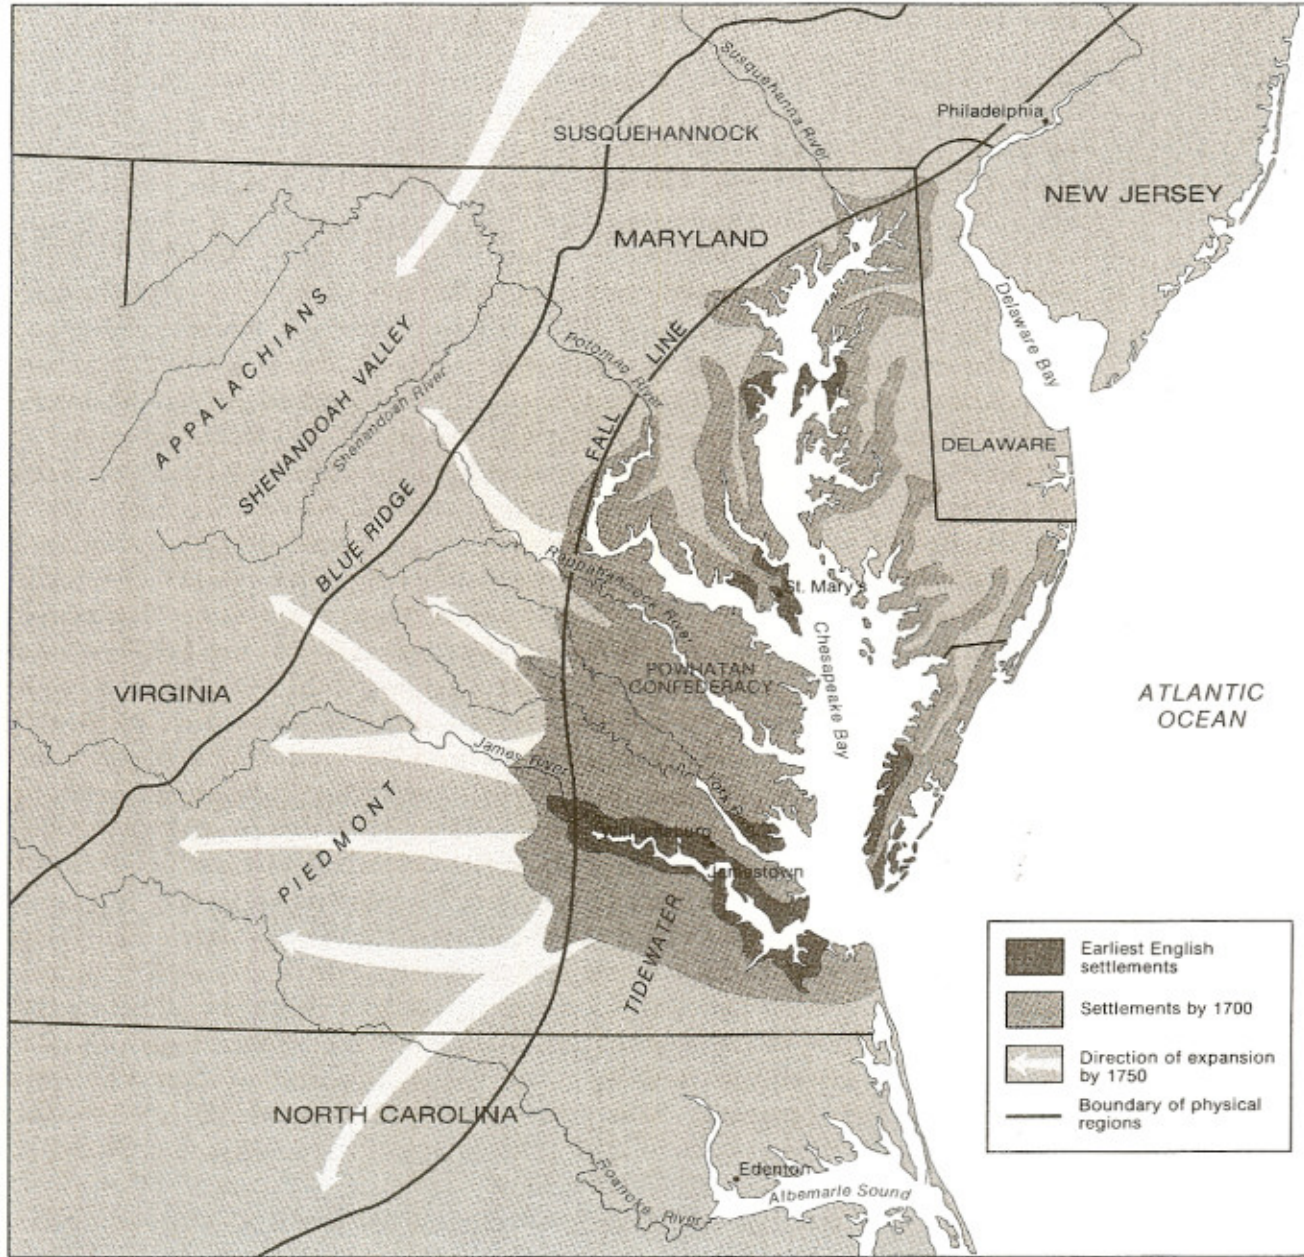 Susquehanna River
Philadelphia
SUSQUEHANNOCK
NEW JERSEY
MARYLAND
Delaware Bay
APPALACHIANS
SHENANDOAH VALLEY
Shenandoah River
Potomac River
FALL LINE
DELAWARE
BLUE RIDGE
Rappahannock River
St. Mary's
POWHATAN
CONFEDERACY
Chesapeake Bay
VIRGINIA
ATLANTIC
OCEAN
James River
York
PIEDMONT
Williamsburg
Jamestown
TIDEWATER
Earliest English
settlements
Settlements by 1700
Direction of expansion
by 1750
Boundary of physical
regions
NORTH CAROLINA
Roanoke River
Edenton
Albemarle Sound